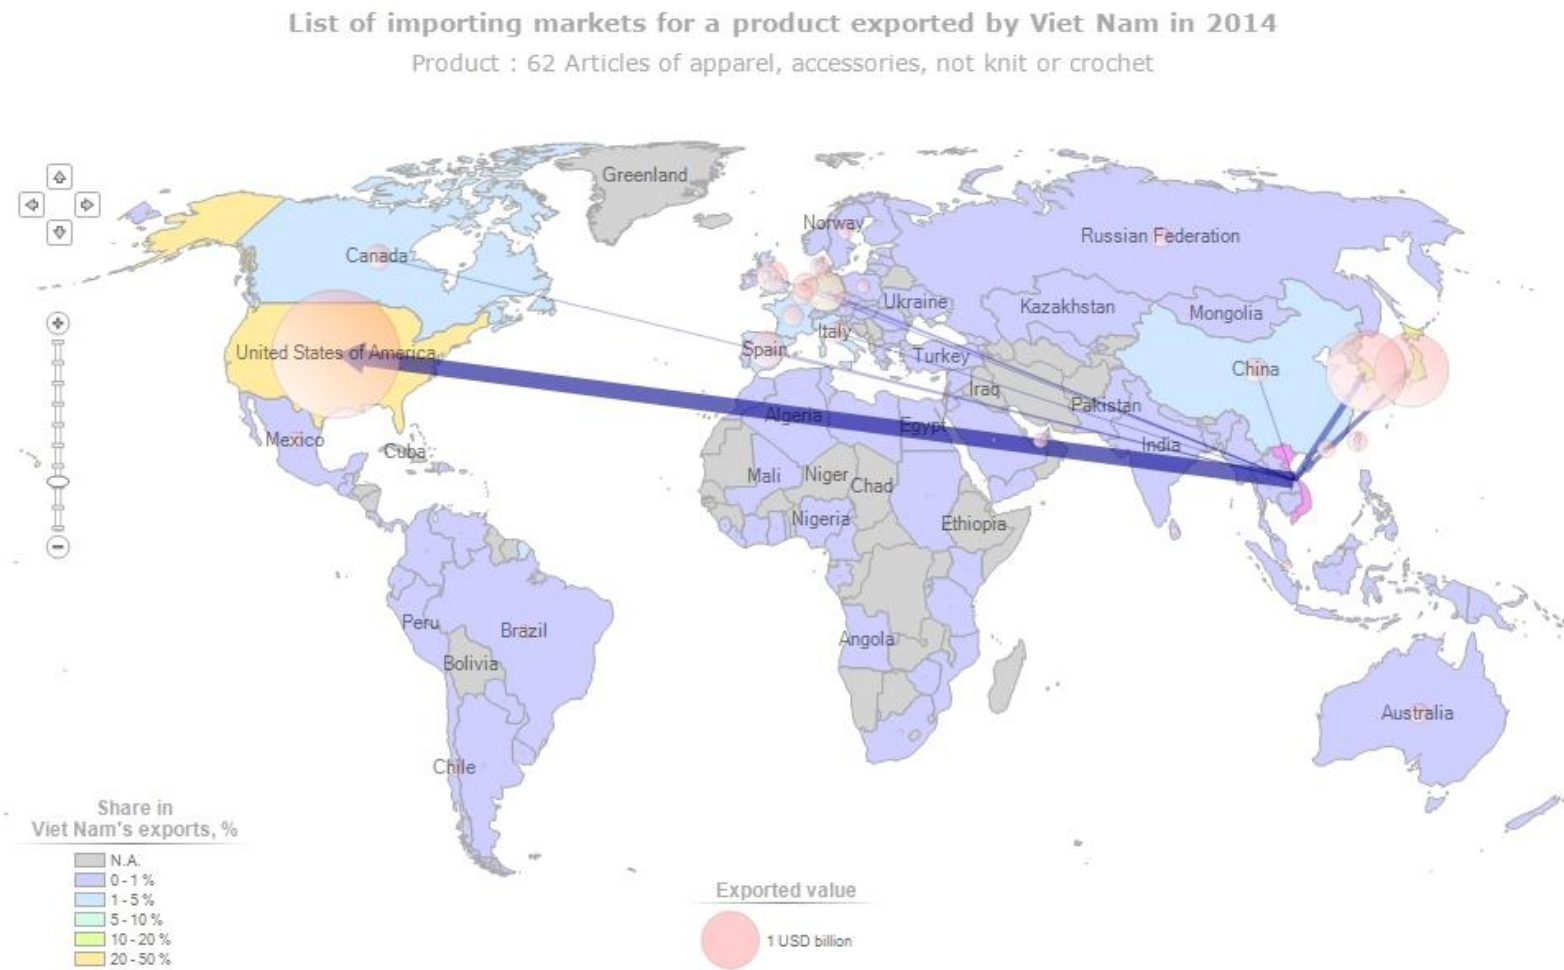 List of importing markets for a product exported by Viet Nam in 2014
Product : 62 Articles of apparel, accessories, not knit or crochet
Greenland
Norway
Canada
Russian Federation
Ukraine
Kazakhstan
Mongolia
Italy
United States of America
Spain
Turkey
China
Iraq
Pakistan
Algeria
Egypt
Mexico
Cuba
India
Mali
Niger
Chad
Nigeria
Ethiopia
Peru
Brazil
Angola
Bolivia
Australia
Chile
Share in
Viet Nam's exports, %
N.A.
0 - 1 %
1 - 5 %
5 - 10 %
10 - 20 %
20 - 50 %
Exported value
1 USD billion